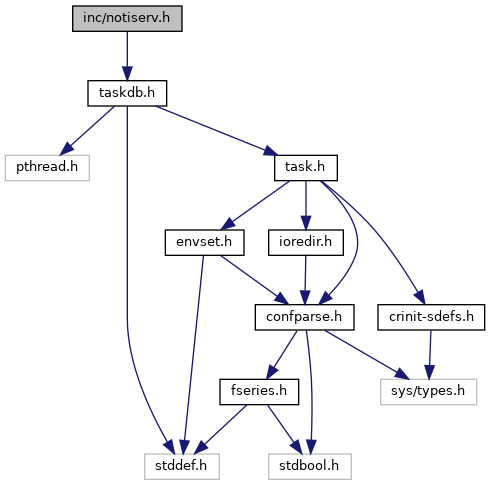 inc/notiserv.h
taskdb.h
pthread.h
task.h
envset.h
ioredir.h
confparse.h
crinit-sdefs.h
fseries.h
sys/types.h
stddef.h
stdbool.h